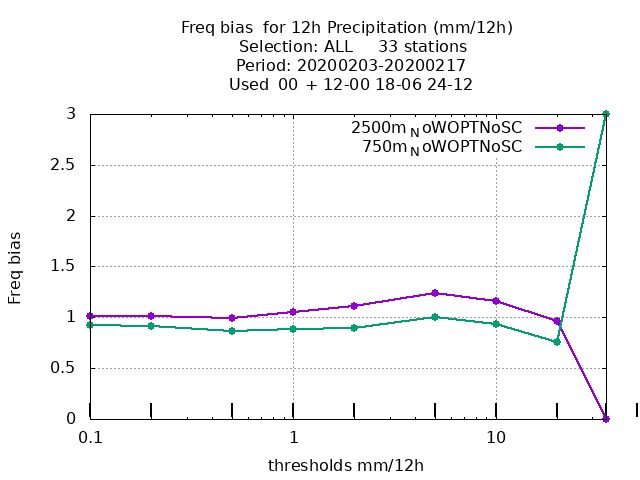 Freq bias  for 12h Precipitation (mm/12h)
Selection: ALL     33 stations
Period: 20200203-20200217
Used  00 + 12-00 18-06 24-12
2500m_NoWOPTNoSC
750m_NoWOPTNoSC
3
2.5
2
1.5
1
0.5
0
Freq bias
0.1 1 10
thresholds mm/12h